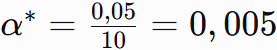 α* = 0,05/10 = 0,005